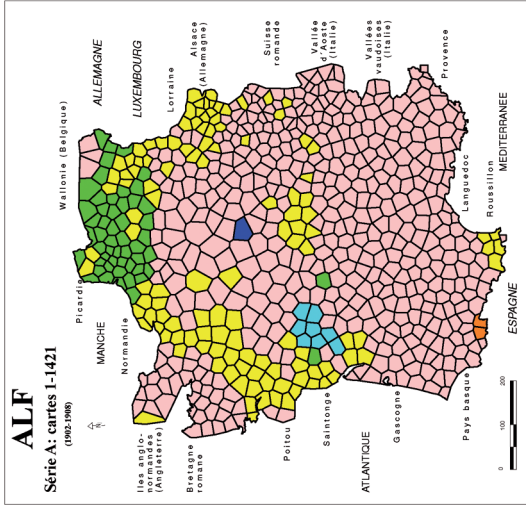 ALF
Série A: cartes 1-1421
(1902-1908)
N
Wallonie (Belgique)
ALLEMAGNE
LUXEMBOURG
Lorraine
Alsace
(Allemagne)
Suisse
romande
Vallée
d'Aoste
(Italie)
Vallées
vaudoises
(Italie)
Provence
Picardie
MANCHE
Normandie
Iles anglo-
normandes
(Angleterre)
Bretagne
romane
Poitou
Saintonge
ATLANTIQUE
Gascogne
Pays basque
ESPAGNE
Roussillon
Languedoc
MEDITERRANEE
0 100 200